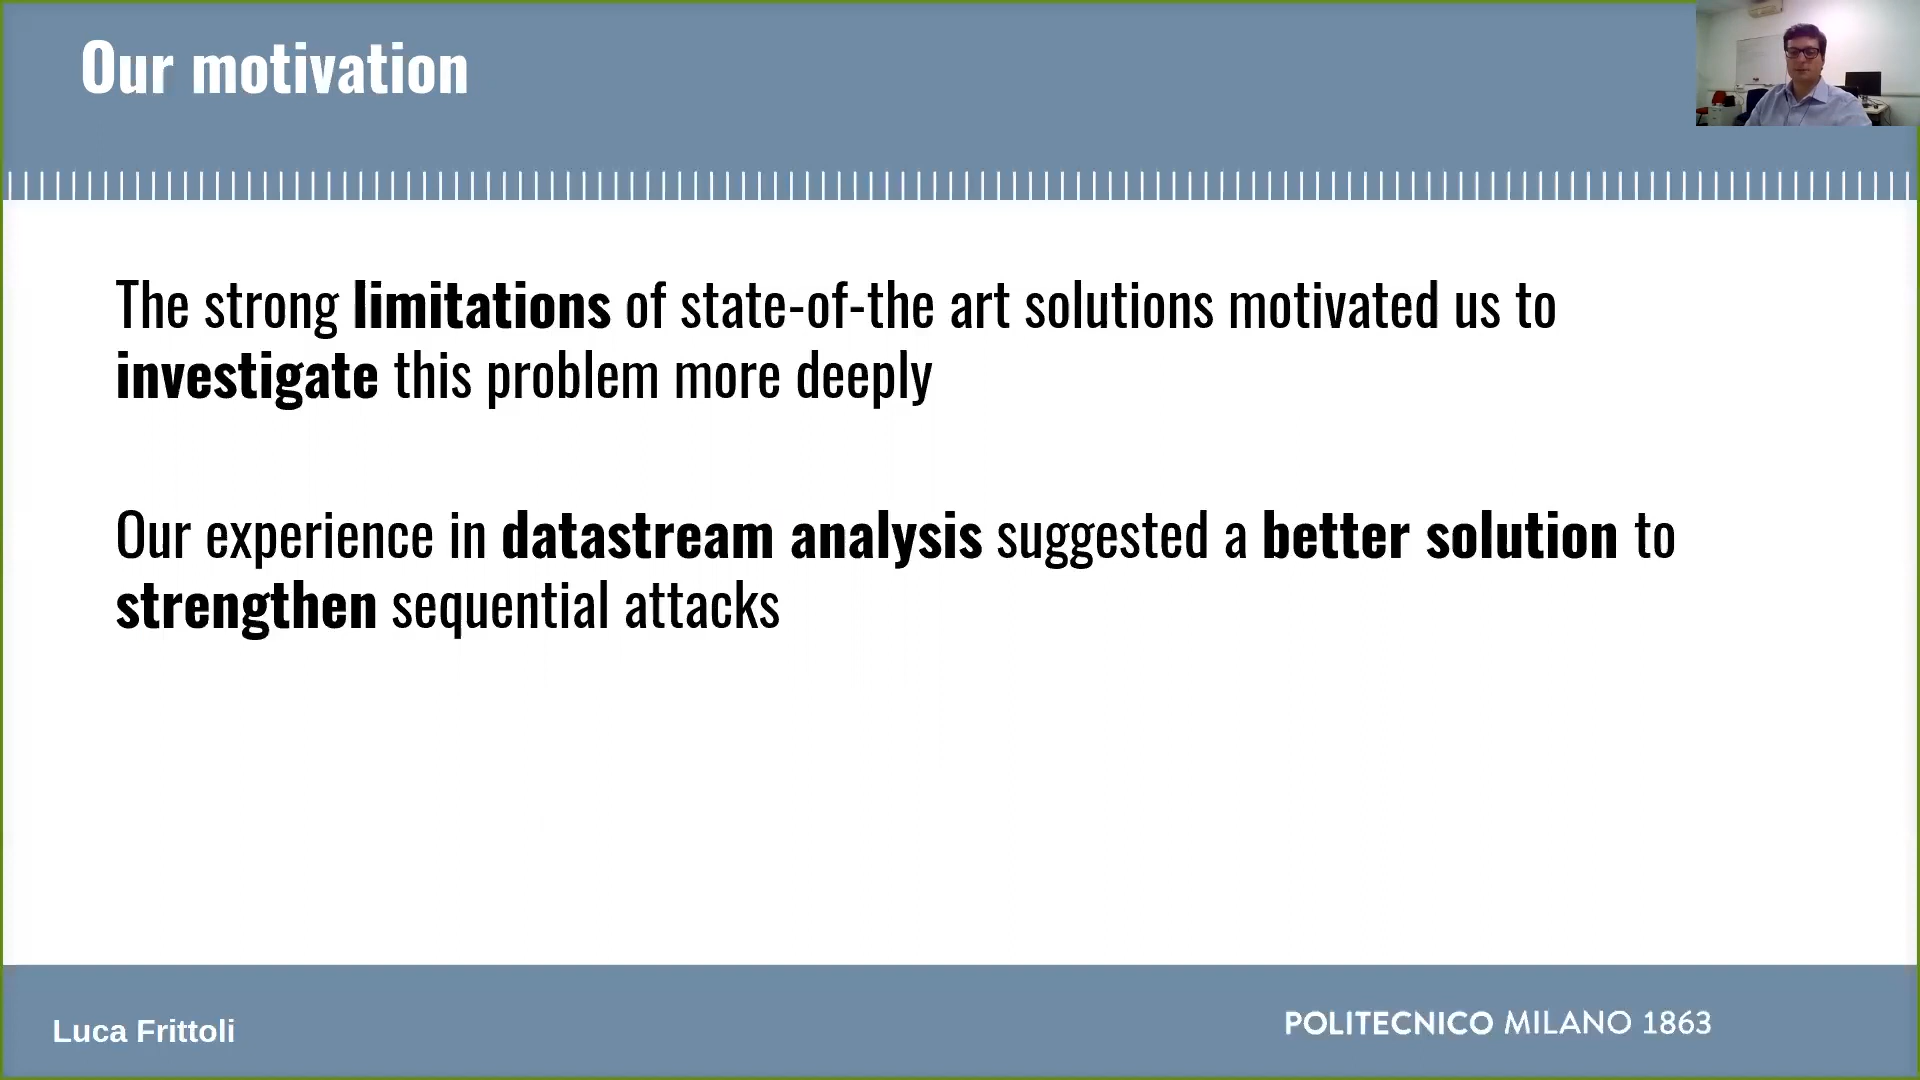 Our motivation
The strong limitations of state-of-the art solutions motivated us to
investigate this problem more deeply
Our experience in datastream analysis suggested a better solution to
strengthen sequential attacks
Luca Frittoli
POLITECNICO MILANO 1863